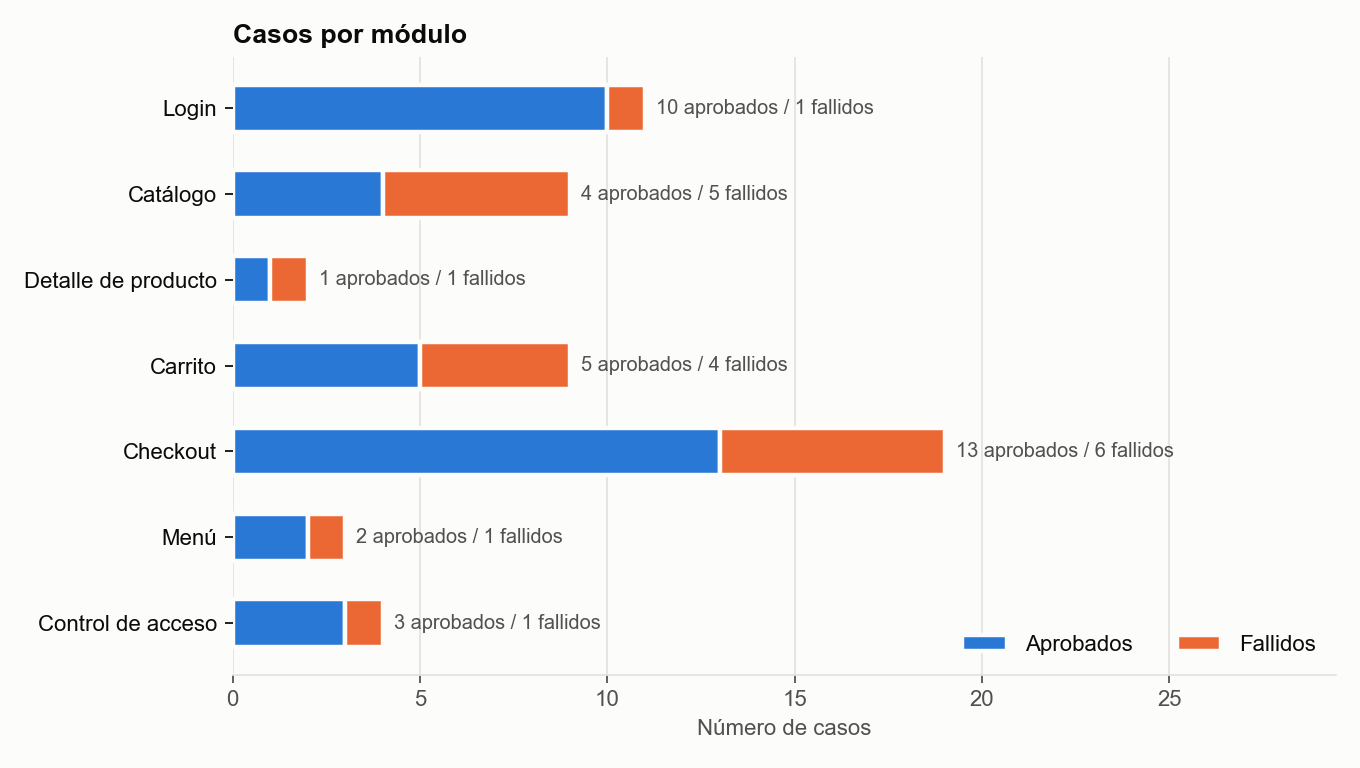 Casos por módulo
Login
10 aprobados / 1 fallidos
Catálogo
4 aprobados / 5 fallidos
Detalle de producto
1 aprobados / 1 fallidos
Carrito
5 aprobados / 4 fallidos
Checkout
13 aprobados / 6 fallidos
Menú
2 aprobados / 1 fallidos
Control de acceso
3 aprobados / 1 fallidos
Aprobados
Fallidos
0 5 10 15 20 25
Número de casos